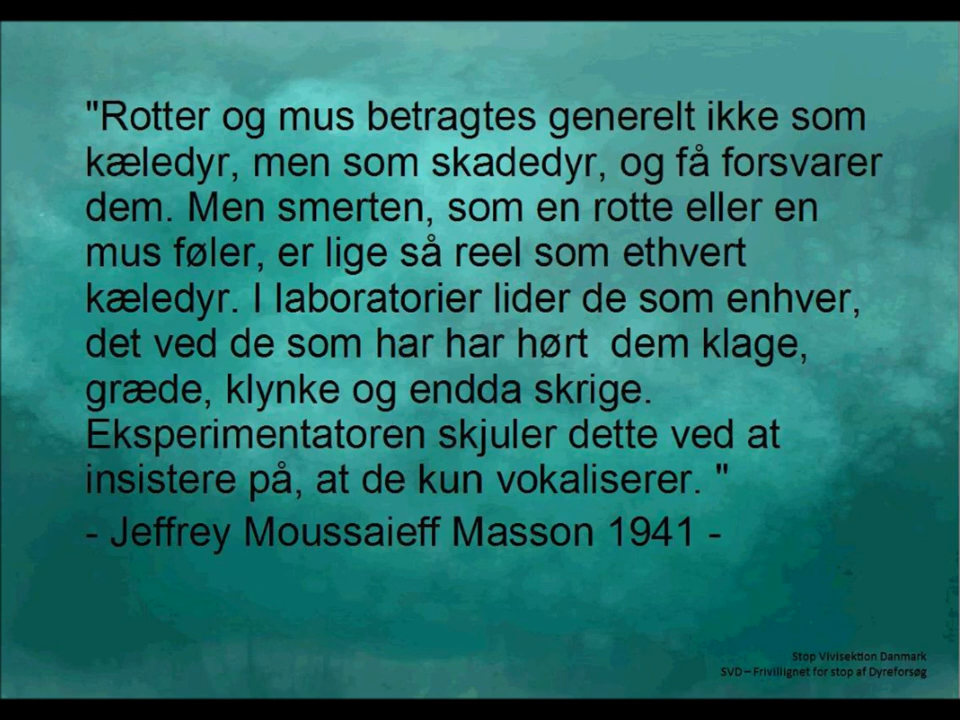 "Rotter og mus betragtes generelt ikke som
kæledyr, men som skadedyr, og få forsvarer
dem. Men smerten, som en rotte eller en
mus føler, er lige så reel som ethvert
kæledyr. I laboratorier lider de som enhver,
det ved de som har har hørt  dem klage,
græde, klynke og endda skrige.
Eksperimentatoren skjuler dette ved at
insistere på, at de kun vokaliserer. "
- Jeffrey Moussaieff Masson 1941 -
Stop Vivisektion Danmark
SVD – Frivillignet for stop af Dyreforsøg